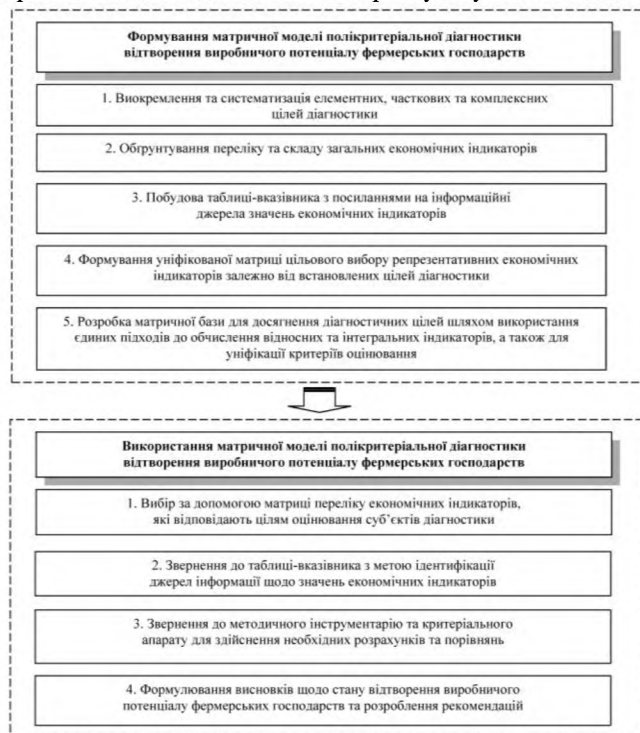 Формування матричної моделі полікритеріальної діагностики
відтворення виробничого потенціалу фермерських господарств
1. Виокремлення та систематизація елементних, часткових та комплексних
цілей діагностики
2. Обґрунтування переліку та складу загальних економічних індикаторів
3. Побудова таблиці-вказівника з посиланнями на інформаційні
джерела значень економічних індикаторів
4. Формування уніфікованої матриці цільового вибору репрезентативних економічних
індикаторів залежно від встановлених цілей діагностики
5. Розробка матричної бази для досягнення діагностичних цілей шляхом використання
єдиних підходів до обчислення відносних та інтегральних індикаторів, а також для
уніфікації критеріїв оцінювання
Використання матричної моделі полікритеріальної діагностики
відтворення виробничого потенціалу фермерських господарств
1. Вибір за допомогою матриці переліку економічних індикаторів,
які відповідають цілям оцінювання суб’єктів діагностики
2. Звернення до таблиці-вказівника з метою ідентифікації
джерел інформації щодо значень економічних індикаторів
3. Звернення до методичного інструментарію та критеріального
апарату для здійснення необхідних розрахунків та порівнянь
4. Формулювання висновків щодо стану відтворення виробничого
потенціалу фермерських господарств та розроблення рекомендацій